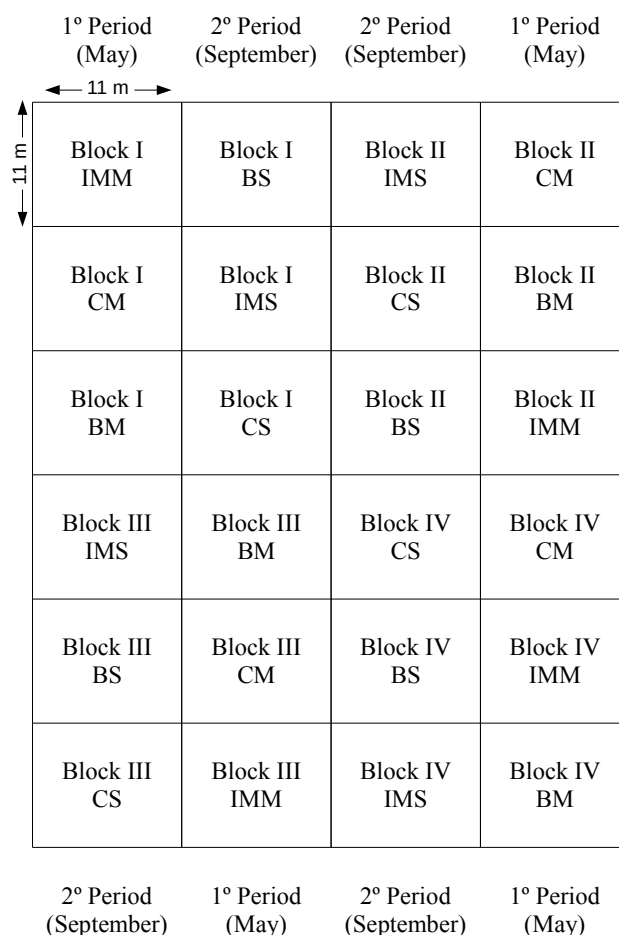 1º Period 2º Period 2º Period 1º Period
(May) (September) (September) (May)
11 m
11 m
Block I Block I Block II Block II
IMM BS IMS CM
Block I Block I Block II Block II
CM IMS CS BM
Block I Block I Block II Block II
BM CS BS IMM
Block III Block III Block IV Block IV
IMS BM CS CM
Block III Block III Block IV Block IV
BS CM BS IMM
Block III Block III Block IV Block IV
CS IMM IMS BM
2º Period 1º Period 2º Period 1º Period
(September) (May) (September) (May)